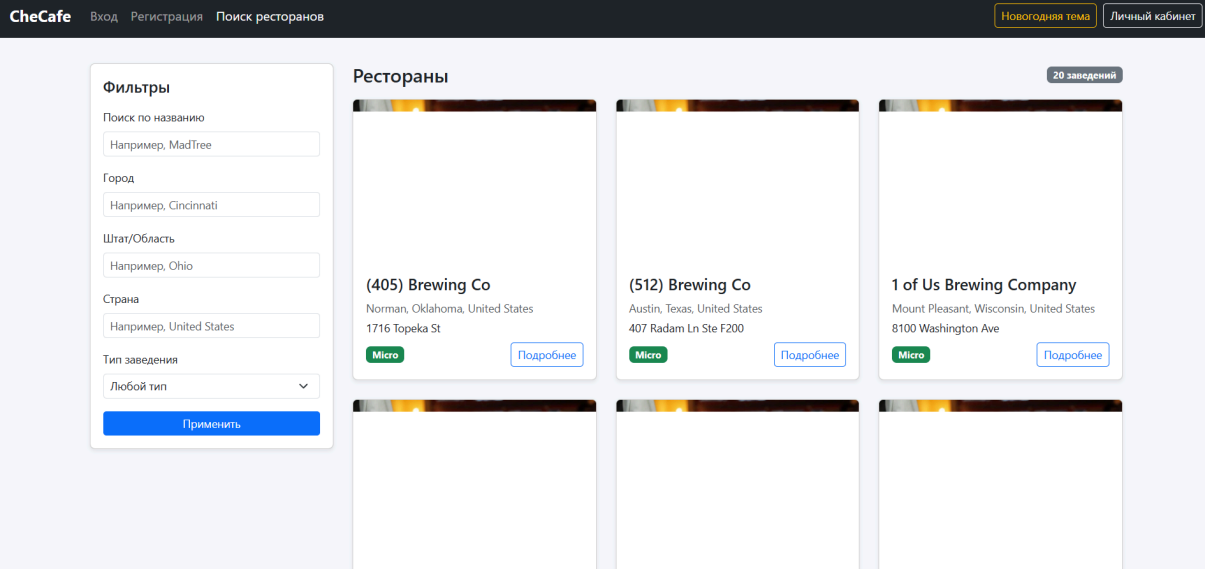 CheCafe Вход Регистрация Поиск ресторанов Новогодняя тема Личный кабинет
Фильтры
Поиск по названию
Например, MadTree
Город
Например, Cincinnati
Штат/Область
Например, Ohio
Страна
Например, United States
Тип заведения
Любой тип
Применить
Рестораны 20 заведений
(405) Brewing Co
Norman, Oklahoma, United States
1716 Topeka St
Micro Подробнее
(512) Brewing Co
Austin, Texas, United States
407 Radam Ln Ste F200
Micro Подробнее
1 of Us Brewing Company
Mount Pleasant, Wisconsin, United States
8100 Washington Ave
Micro Подробнее